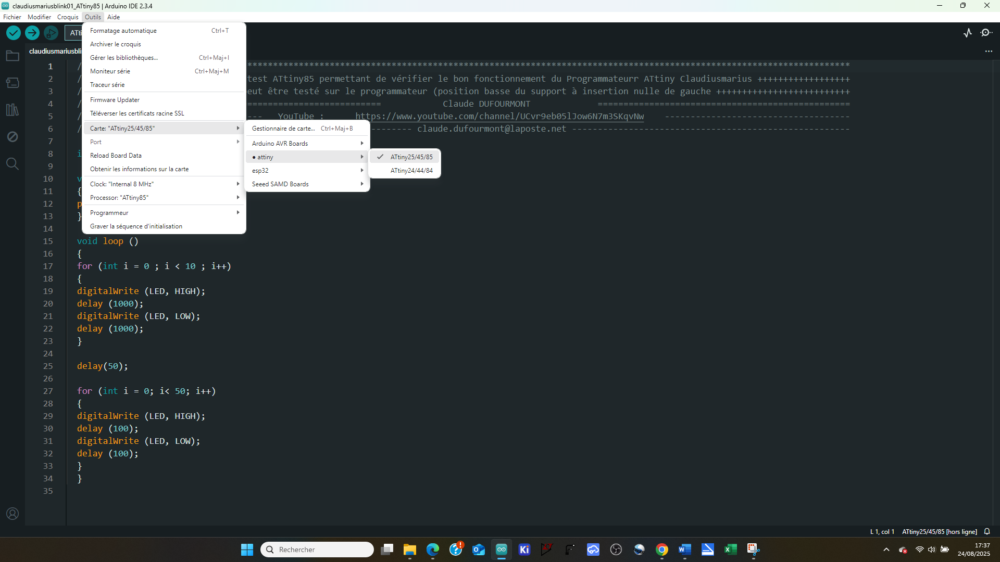 claudiusmariusblink01_ATtiny85 | Arduino IDE 2.3.4
Fichier Modifier Croquis Outils Aide
ATti
claudiusmariusbli
Formatage automatique Ctrl+T
Archiver le croquis
Gérer les bibliothèques... Ctrl+Maj+I
Moniteur série Ctrl+Maj+M
Traceur série
Firmware Updater
Téléverser les certificats racine SSL
Carte: "ATtiny25/45/85"
Port
Reload Board Data
Obtenir les informations sur la carte
Clock: "Internal 8 MHz"
Processor: "ATtiny85"
Programmeur
Graver la séquence d'initialisation
Gestionnaire de carte... Ctrl+Maj+B
Arduino AVR Boards
● attiny
esp32
Seeed SAMD Boards
ATtiny25/45/85
ATtiny24/44/84
1 / *********************************************************************************************************************
2 / test ATtiny85 permettant de vérifier le bon fonctionnement du Programmateurr ATtiny Claudiusmarius ++++++++++++++++++
3 / eut être testé sur le programmateur (position basse du support à insertion nulle de gauche ++++++++++++++++++++++++++
4 / ========================== Claude DUFOURMONT =================================================
5 / --- YouTube : https://www.youtube.com/channel/UCvr9eb05lJow6N7m3SKqvNw ------------------------------------
6 / -------- claude.dufourmont@laposte.net ------------------------------------------------------
7
8 i
9
10 v
11 {
12 p
13 }
14
15 void loop ()
16 {
17 for (int i = 0 ; i < 10 ; i++)
18 {
19 digitalWrite (LED, HIGH);
20 delay (1000);
21 digitalWrite (LED, LOW);
22 delay (1000);
23 }
24
25 delay(50);
26
27 for (int i = 0; i< 50; i++)
28 {
29 digitalWrite (LED, HIGH);
30 delay (100);
31 digitalWrite (LED, LOW);
32 delay (100);
33 }
34 }
35
L 1, col 1 ATtiny25/45/85 [hors ligne]
Rechercher
Ki
17:37
24/08/2025